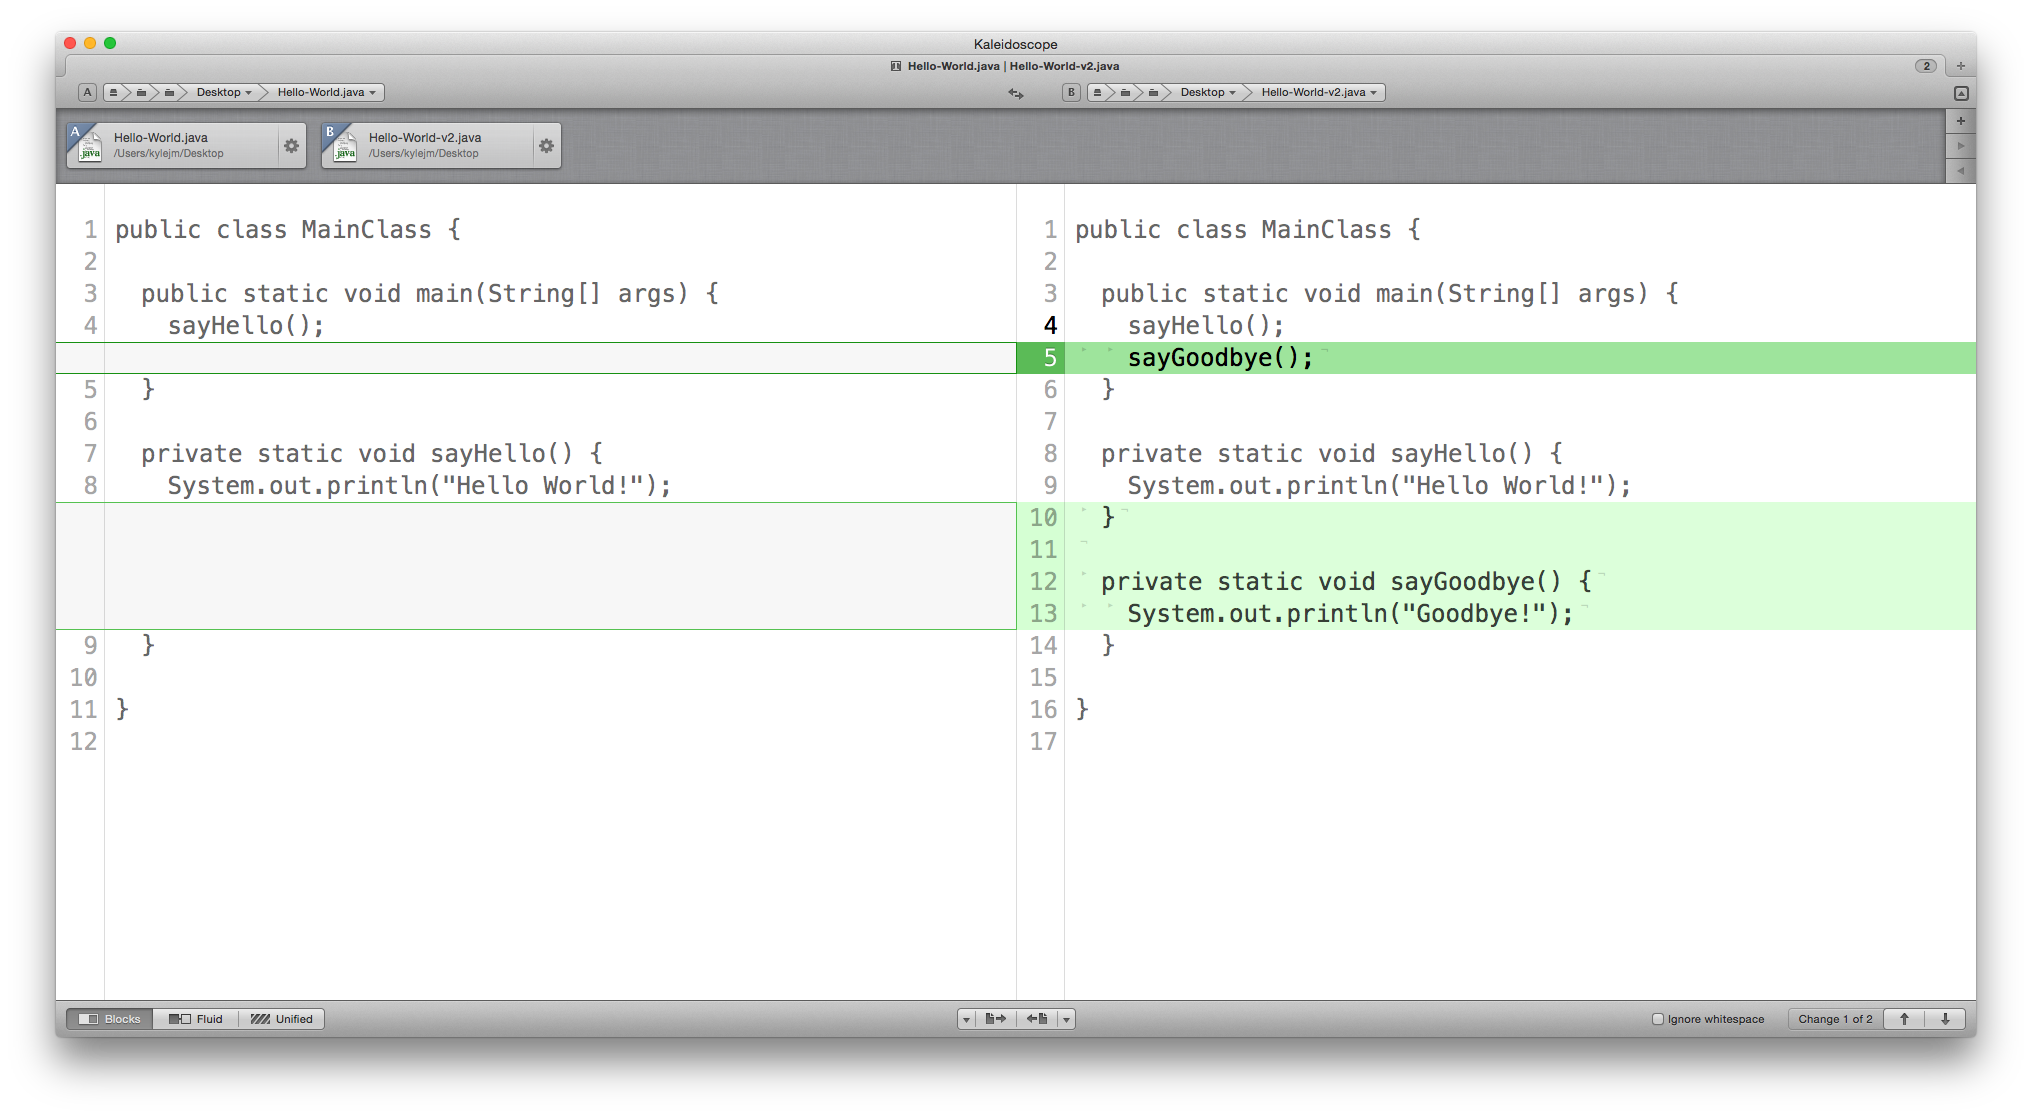 Kaleidoscope
Hello-World.java | Hello-World-v2.java
2
A Desktop Hello-World.java
B Desktop Hello-World-v2.java
A Hello-World.java
/Users/kylejm/Desktop
java
B Hello-World-v2.java
/Users/kylejm/Desktop
java
1 public class MainClass {
2
3 public static void main(String[] args) {
4 sayHello();
5 }
6
7 private static void sayHello() {
8 System.out.println("Hello World!");
9 }
10
11 }
12
1 public class MainClass {
2
3 public static void main(String[] args) {
4 sayHello();
5 sayGoodbye();
6 }
7
8 private static void sayHello() {
9 System.out.println("Hello World!");
10 }
11
12 private static void sayGoodbye() {
13 System.out.println("Goodbye!");
14 }
15
16 }
17
Blocks Fluid Unified
Ignore whitespace
Change 1 of 2